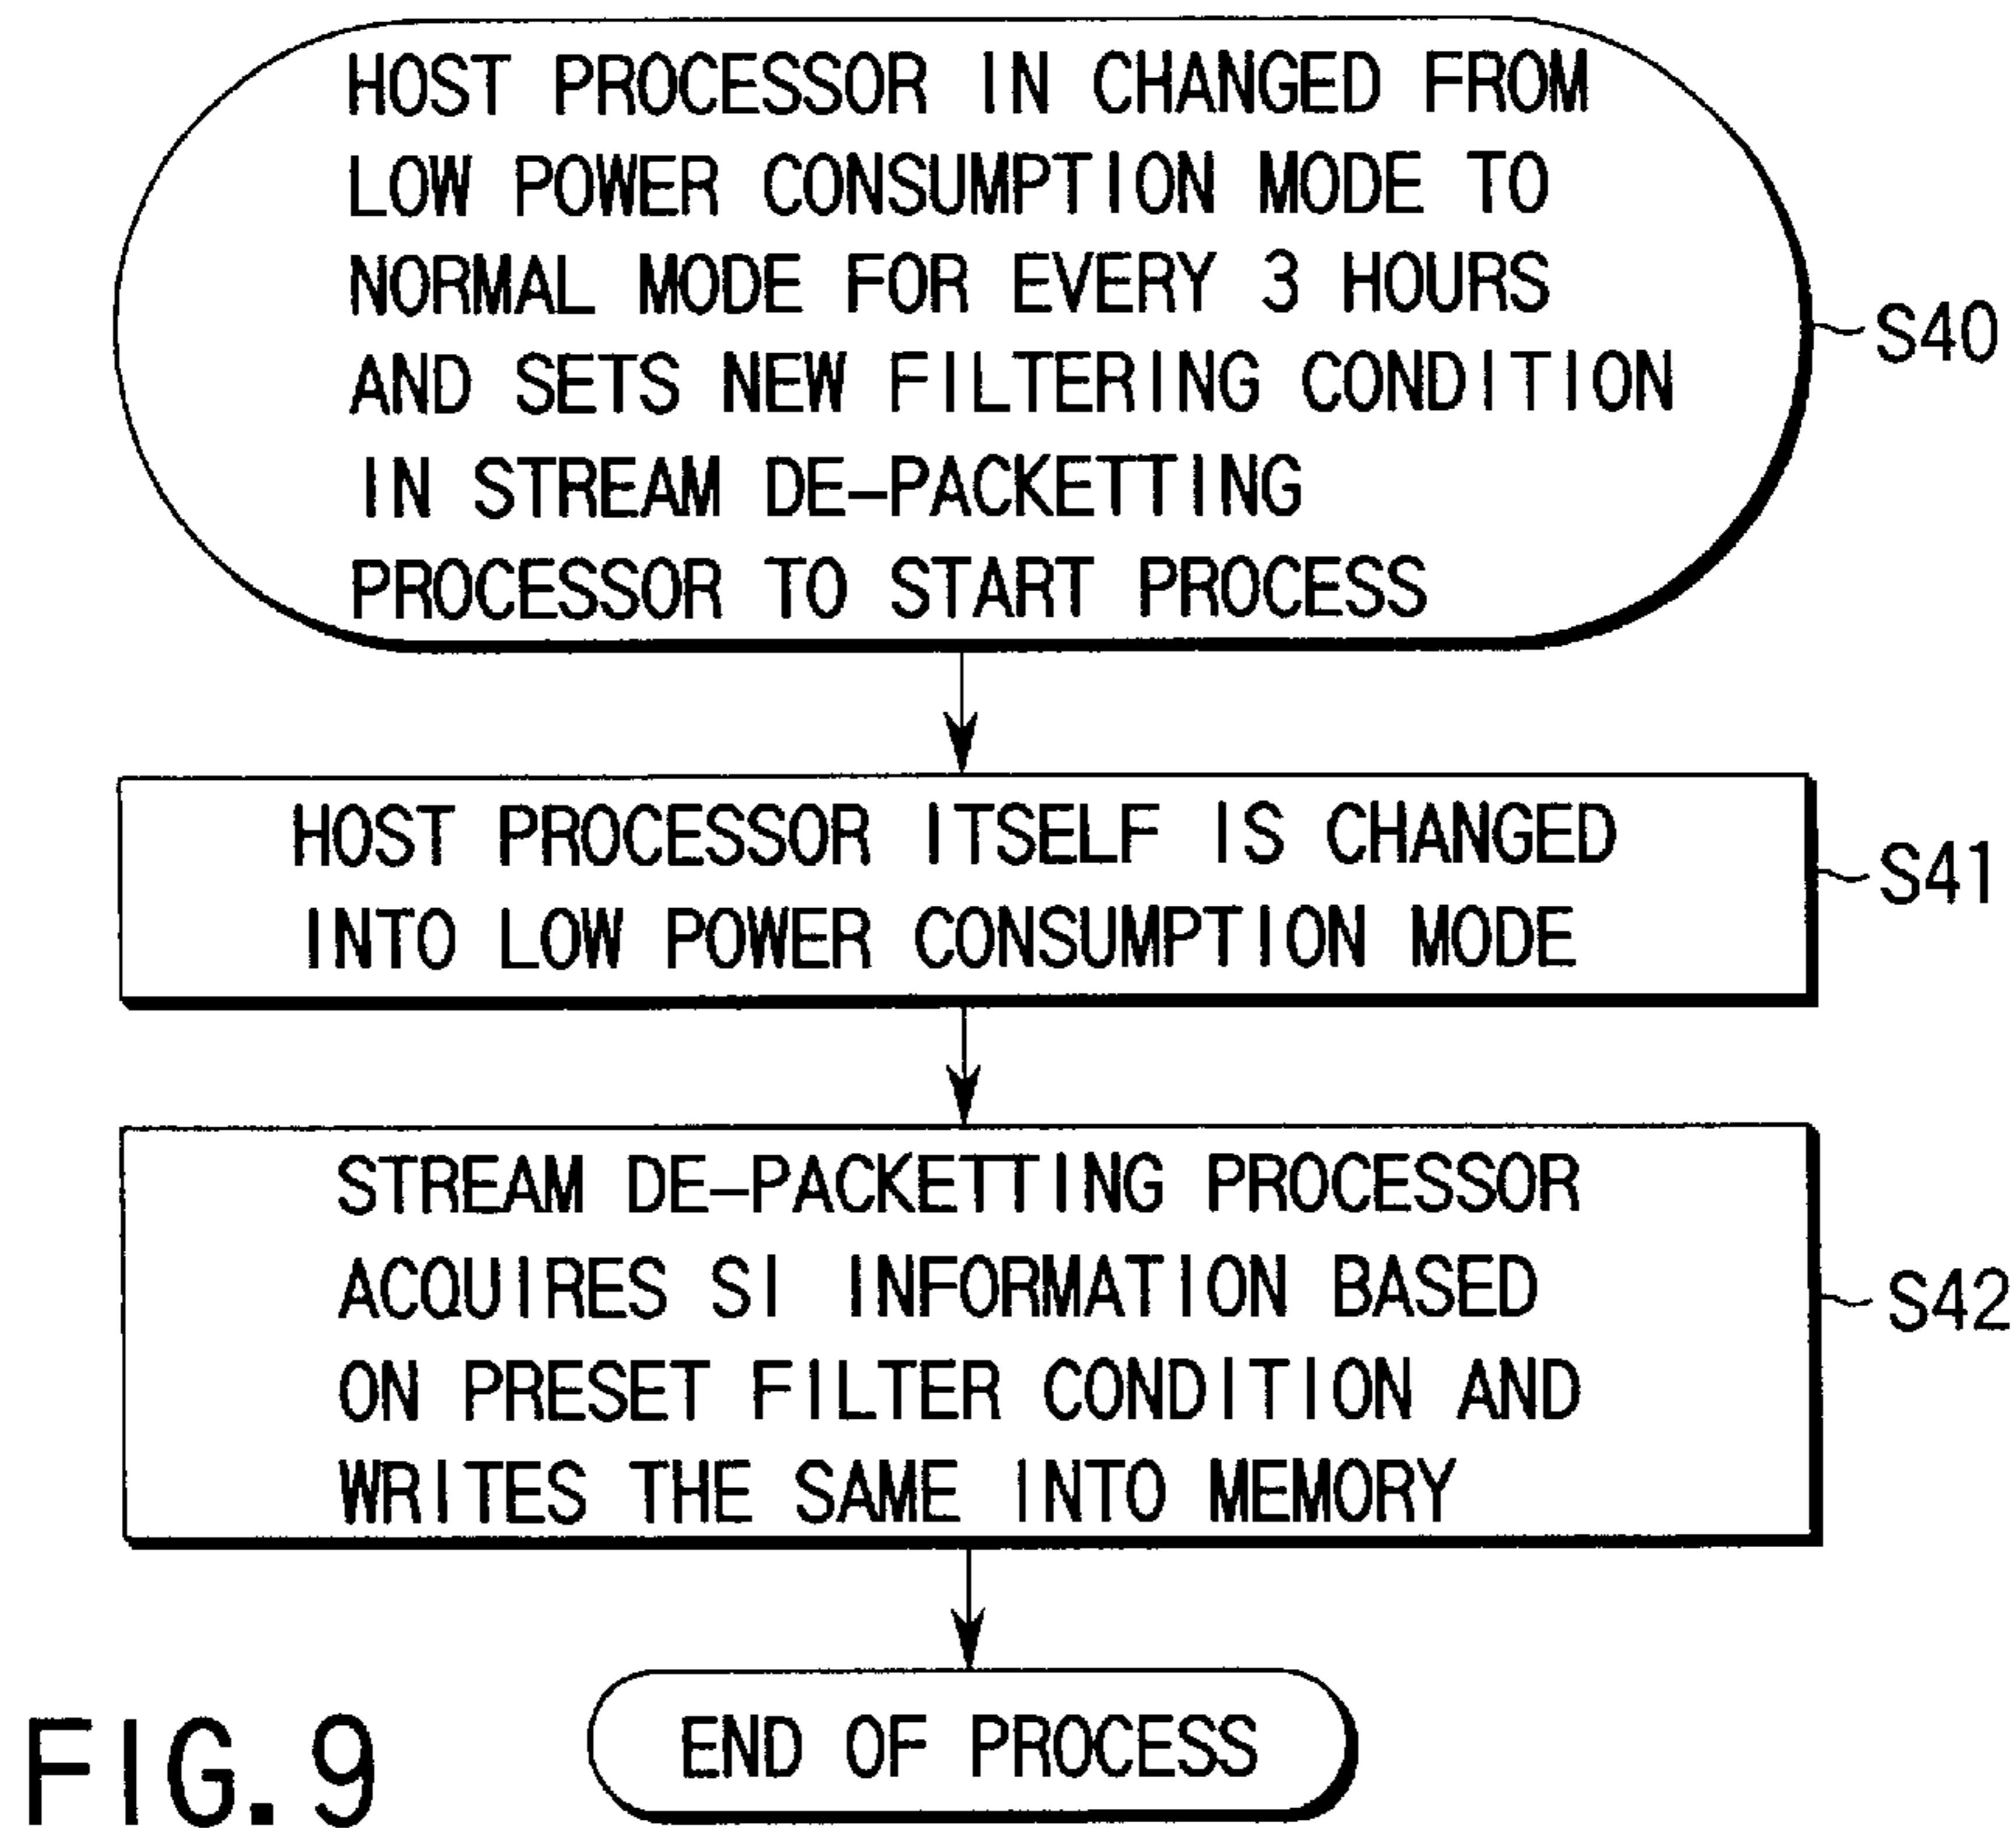 HOST PROCESSOR IN CHANGED FROM
LOW POWER CONSUMPTION MODE TO
NORMAL MODE FOR EVERY 3 HOURS
AND SETS NEW FILTERING CONDITION
IN STREAM DE-PACKETTING
PROCESSOR TO START PROCESS
S40
HOST PROCESSOR ITSELF IS CHANGED
INTO LOW POWER CONSUMPTION MODE
S41
STREAM DE-PACKETTING PROCESSOR
ACQUIRES SI INFORMATION BASED
ON PRESET FILTER CONDITION AND
WRITES THE SAME INTO MEMORY
S42
END OF PROCESS
FIG.9